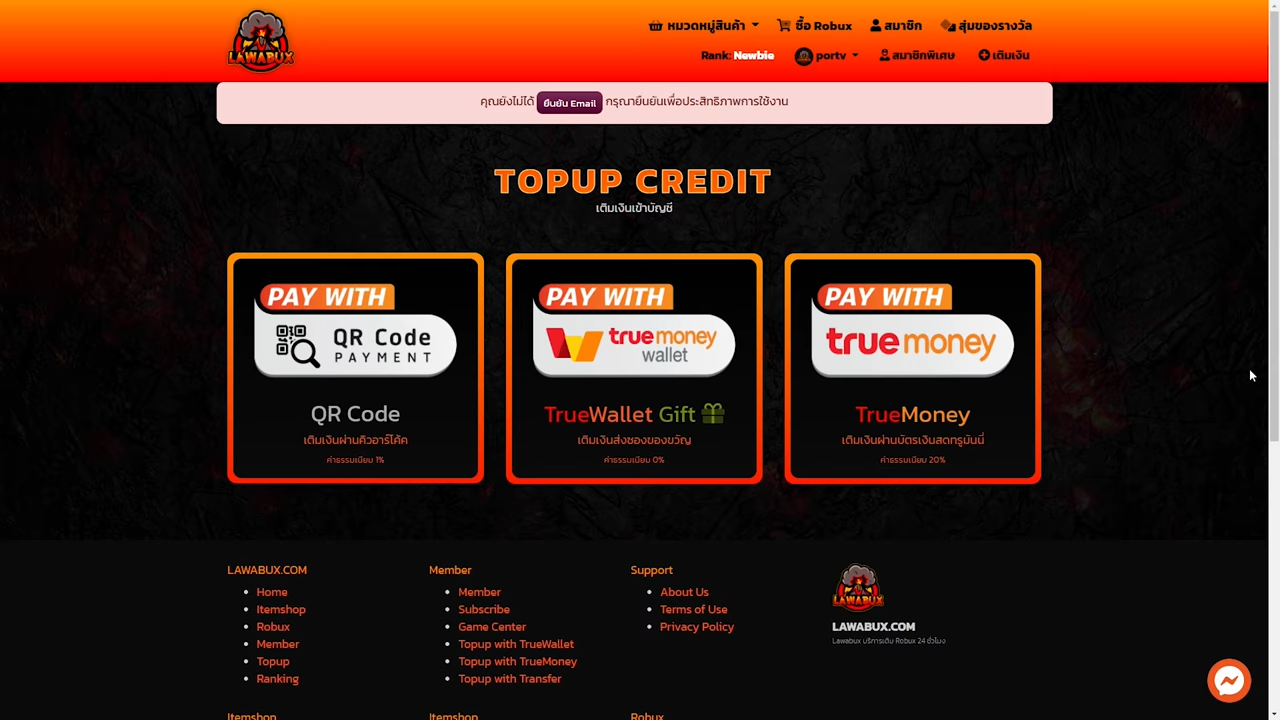 LAWABUX
หมวดหมู่สินค้า
ซื้อ Robux
สมาชิก
สุ่มของรางวัล
Rank: Newbie
portv
สมาชิกพิเศษ
เติมเงิน
คุณยังไม่ได้ ยืนยัน Email กรุณายืนยันเพื่อประสิทธิภาพการใช้งาน
TOPUP CREDIT
เติมเงินเข้าบัญชี
PAY WITH
QR Code
PAYMENT
QR Code
เติมเงินผ่านคิวอาร์โค้ค
ค่าธรรมเนียม 1%
PAY WITH
truemoney
wallet
TrueWallet Gift
เติมเงินส่งซองของขวัญ
ค่าธรรมเนียม 0%
PAY WITH
truemoney
TrueMoney
เติมเงินผ่านบัตรเงินสดทรูมันนี่
ค่าธรรมเนียม 20%
LAWABUX.COM
Home
Itemshop
Robux
Member
Topup
Ranking
Member
Member
Subscribe
Game Center
Topup with TrueWallet
Topup with TrueMoney
Topup with Transfer
Support
About Us
Terms of Use
Privacy Policy
LAWABUX
LAWABUX.COM
Lawabux บริการเติม Robux 24 ชั่วโมง
Itemshop
Itemshop
Robux